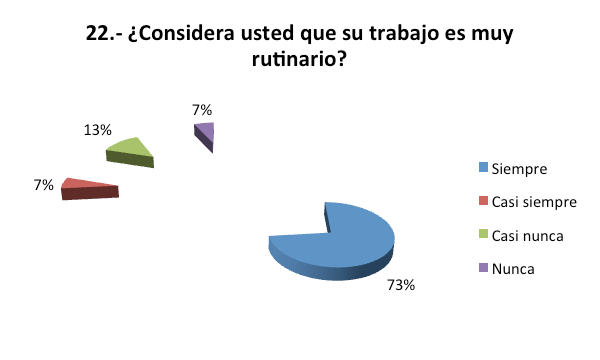 22.- ¿Considera usted que su trabajo es muy
rutinario?
7%
13%
7%
73%
Siempre
Casi siempre
Casi nunca
Nunca